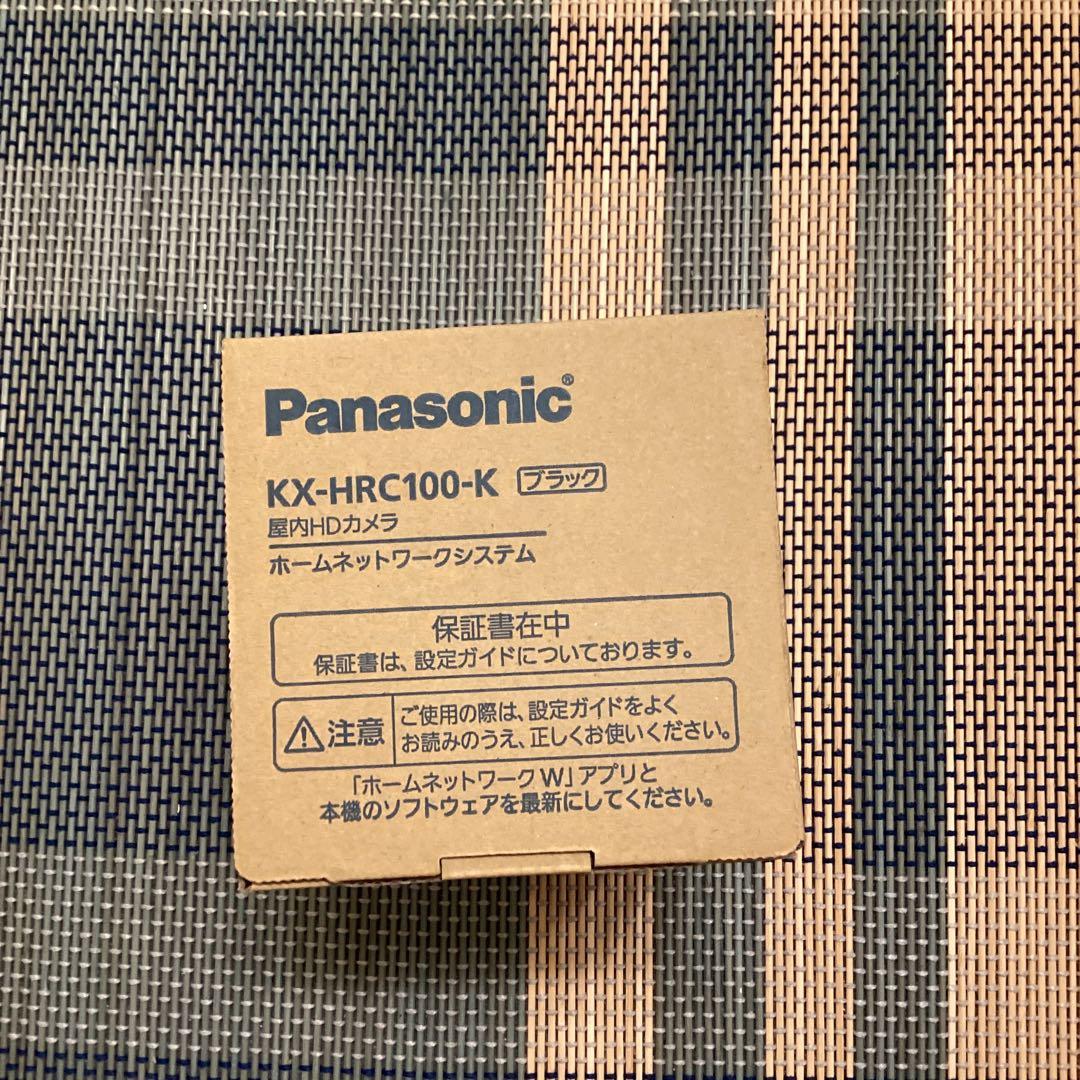 Panasonic®
KX-HRC100-K ブラック
屋内HDカメラ
ホームネットワークシステム
保証書在中
保証書は、設定ガイドについております。
注意
ご使用の際は、設定ガイドをよく
お読みのうえ、正しくお使いください。
「ホームネットワークW」アプリと
本機のソフトウェアを最新にしてください。